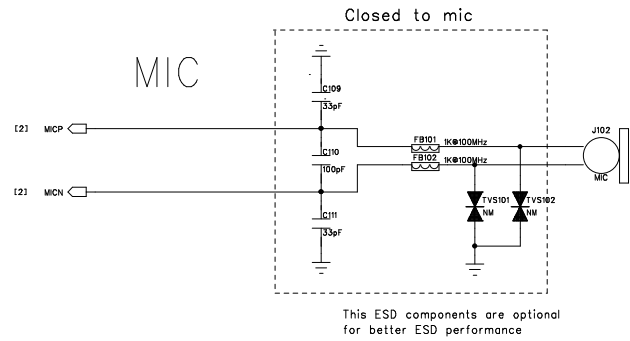 Closed to mic
MIC
C109
33pF
[2] MICP
FB101 1K@100MHz
J102
C110
100pF
FB102 1K@100MHz
MIC
[2] MICN
TVS101 TVS102
NM NM
C111
33pF
This ESD components are optional
for better ESD performance